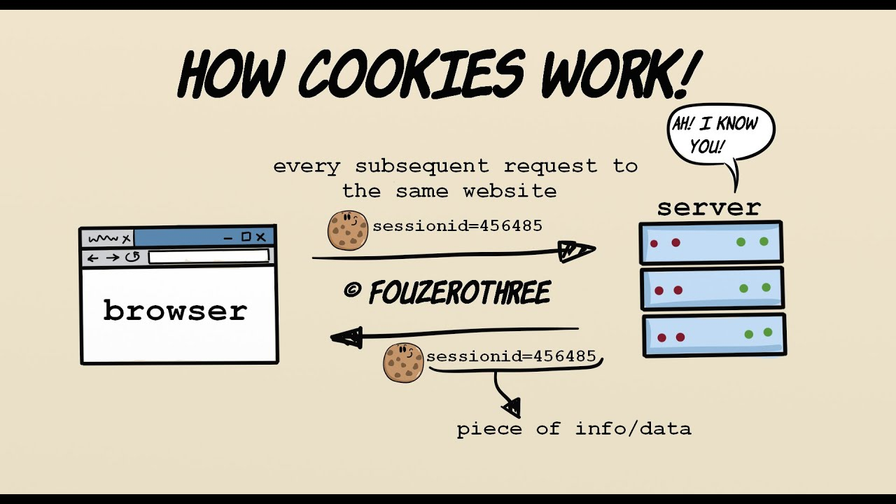 HOW COOKIES WORK!
AH! I KNOW
YOU!
every subsequent request to
the same website
server
sessionid=456485
© FOUZEROTHREE
browser
sessionid=456485
piece of info/data